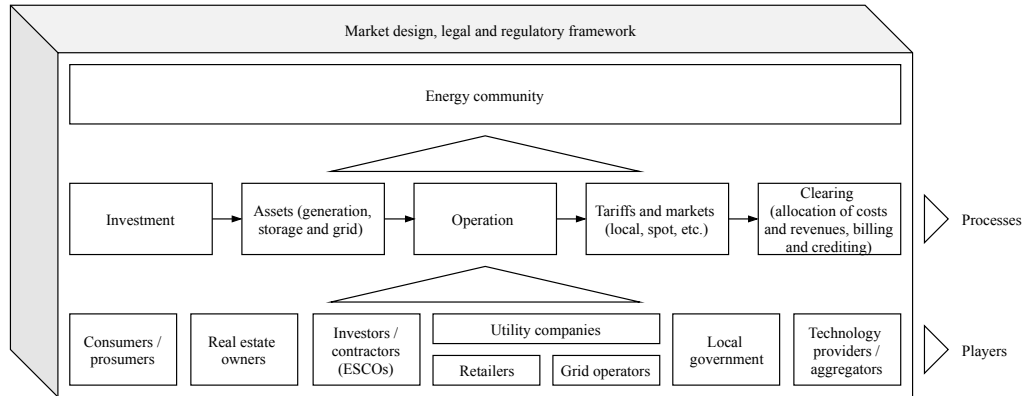 Market design, legal and regulatory framework
Energy community
Investment
Assets (generation,
storage and grid)
Operation
Tariffs and markets
(local, spot, etc.)
Clearing
(allocation of costs
and revenues, billing
and crediting)
Processes
Consumers /
prosumers
Real estate
owners
Investors /
contractors
(ESCOs)
Utility companies
Retailers
Grid operators
Local
government
Technology
providers /
aggregators
Players